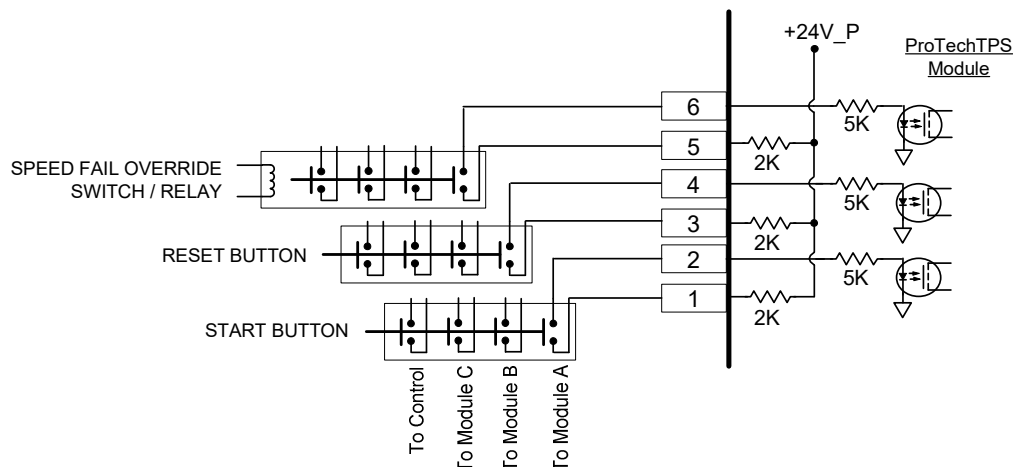 +24V_P
ProTechTPS
Module
6
5K
5
2K
SPEED FAIL OVERRIDE
SWITCH / RELAY
4
5K
3
2K
RESET BUTTON
2
5K
1
2K
START BUTTON
To Control
To Module C
To Module B
To Module A